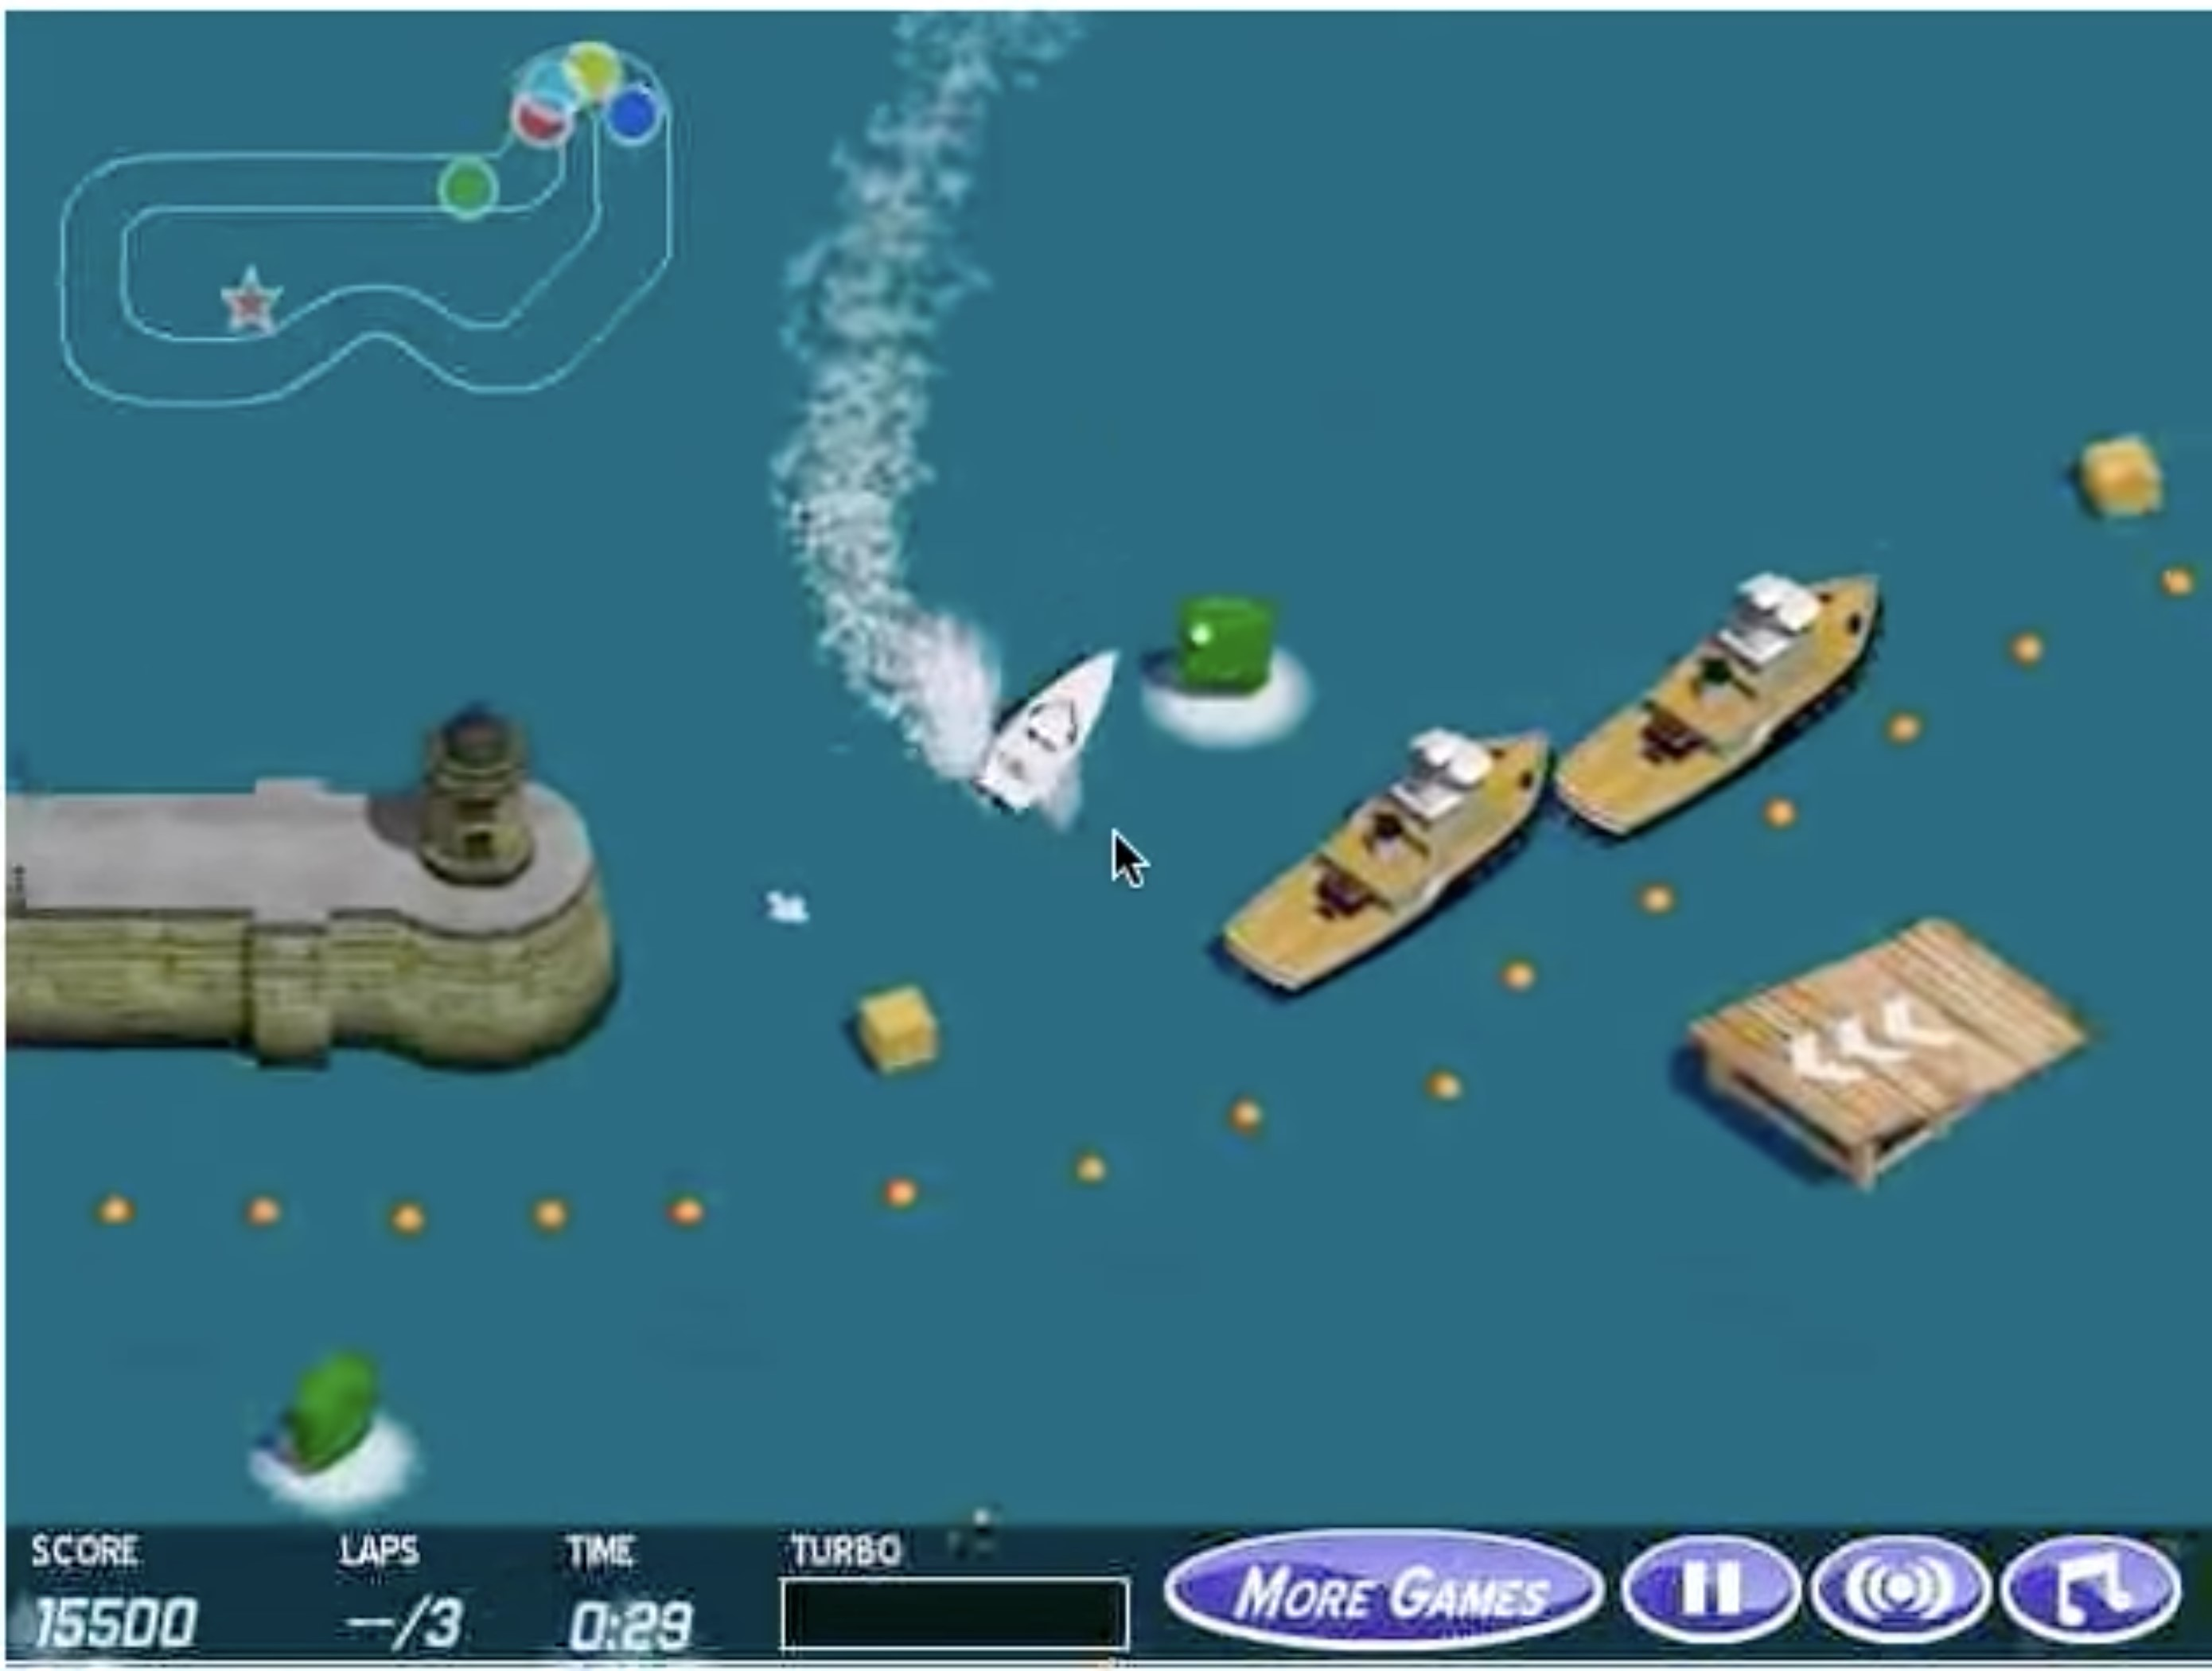 SCORE LAPS TIME TURBO
15500 –/3 0:29 MORE GAMES